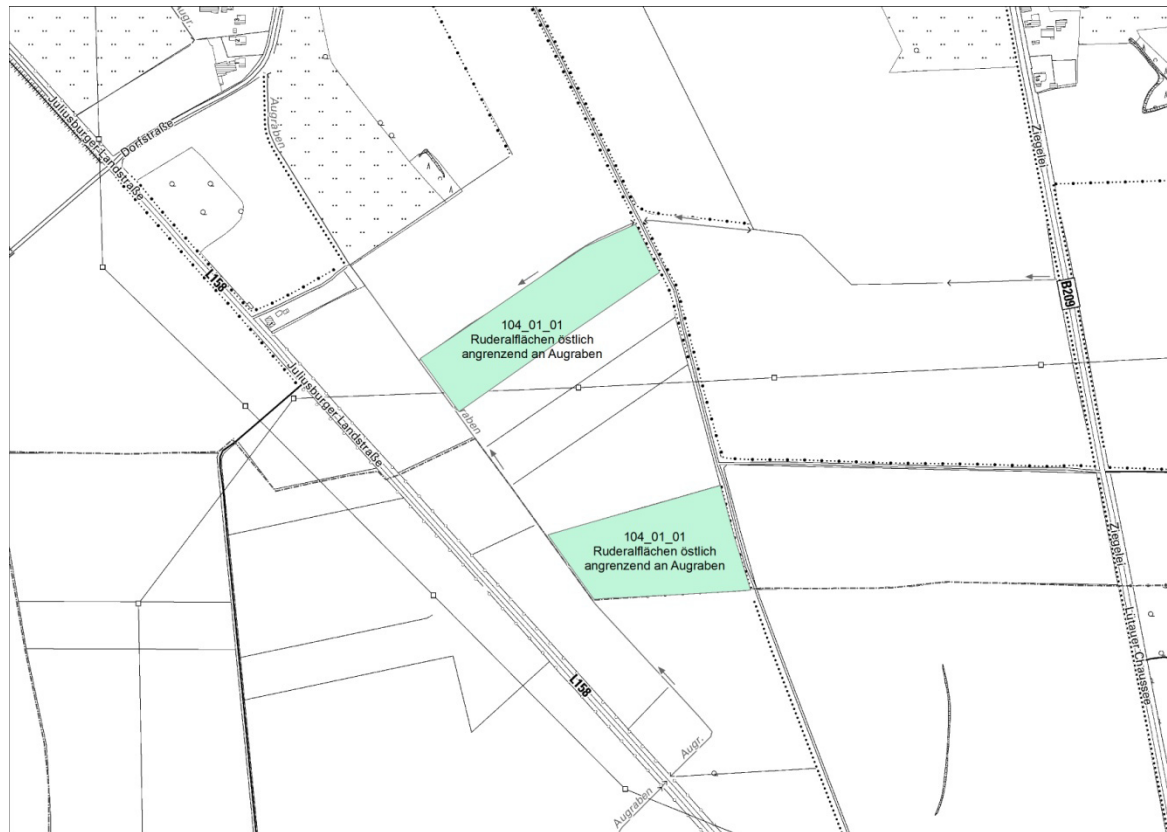 Augr.
Juliusburger-Landstraße
Dorfstraße
Augraben
Ziegelei
L158
B209
104_01_01
Ruderalflächen östlich
angrenzend an Augraben
raben
Juliusburger-Landstraße
104_01_01
Ruderalflächen östlich
angrenzend an Augraben
Ziegelei
Lütauer-Chaussee
L158
Augr.
Augraben